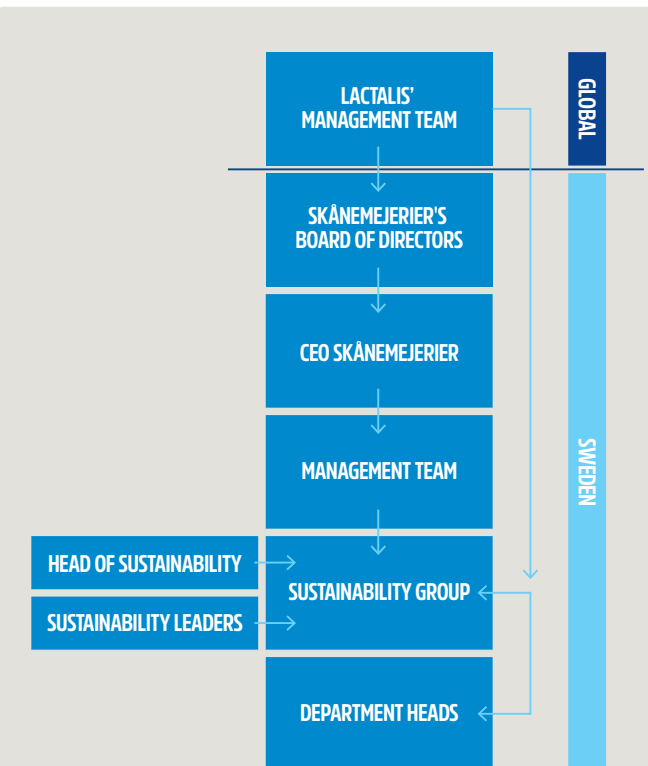 LACTALIS'
MANAGEMENT TEAM
GLOBAL
SKÅNEMEJERIER'S
BOARD OF DIRECTORS
CEO SKÅNEMEJERIER
MANAGEMENT TEAM
SWEDEN
HEAD OF SUSTAINABILITY
SUSTAINABILITY GROUP
SUSTAINABILITY LEADERS
DEPARTMENT HEADS